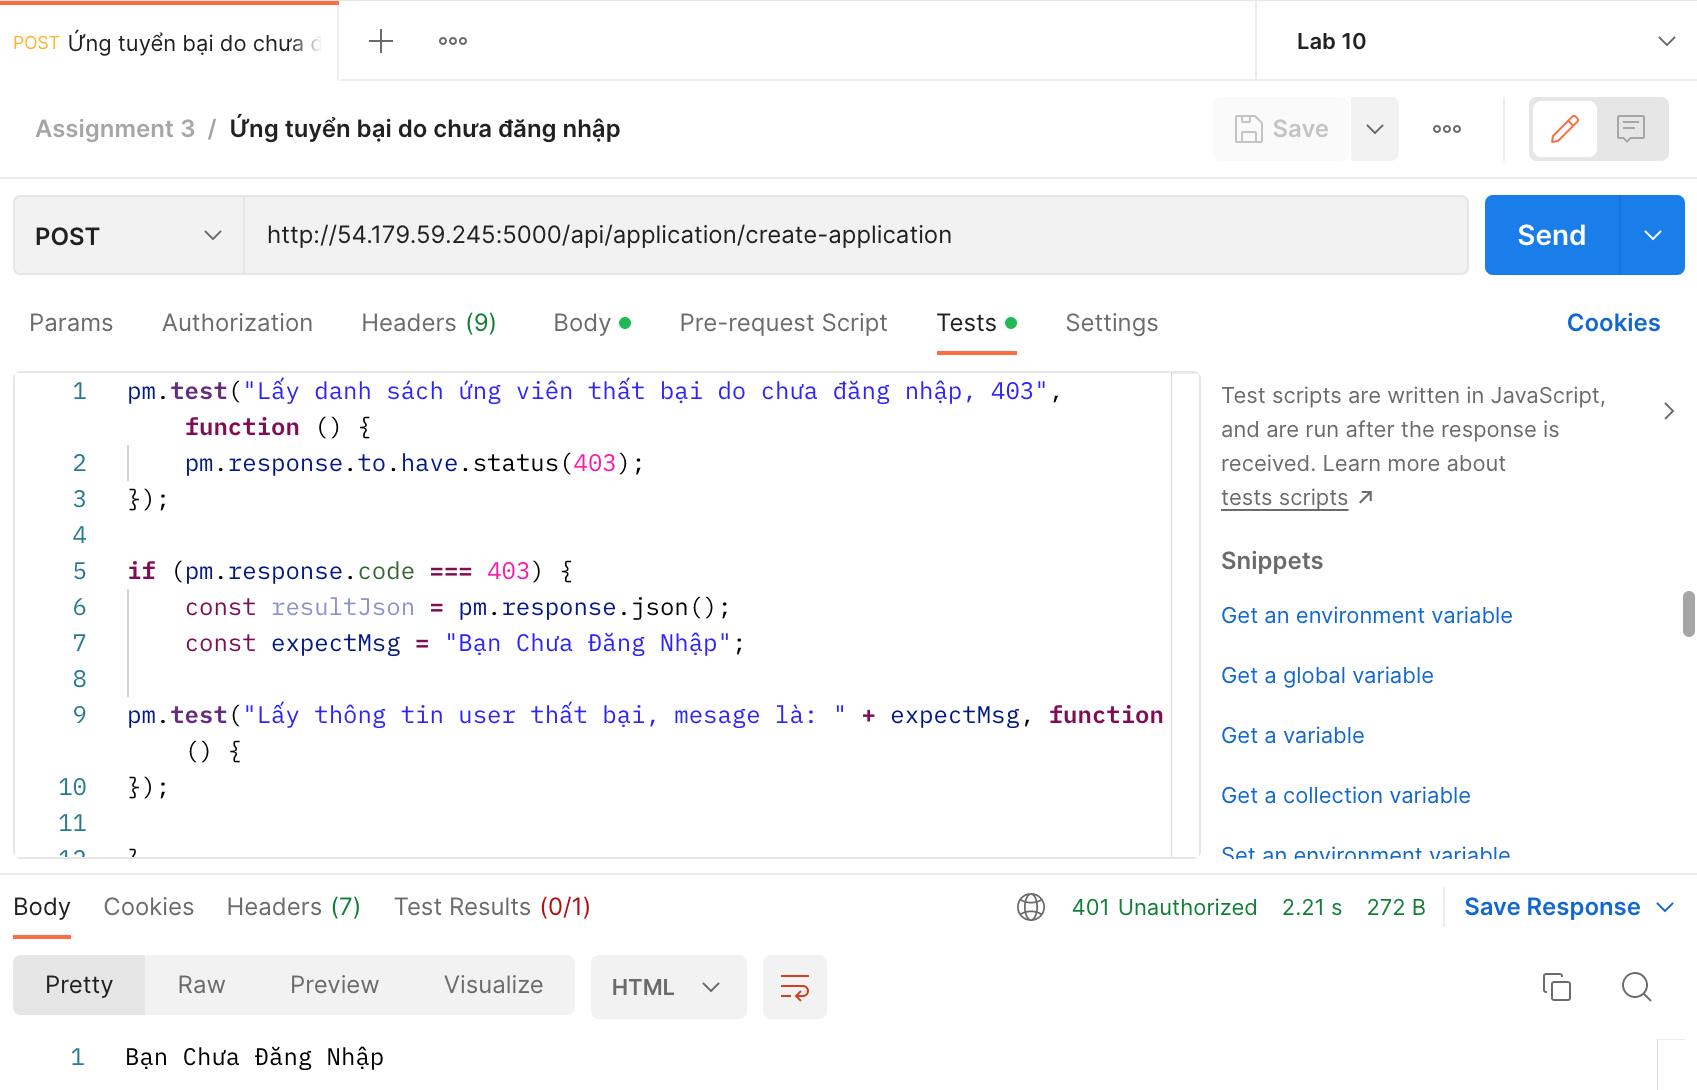 POST Ứng tuyển bại do chưa
Lab 10
Assignment 3 / Ứng tuyển bại do chưa đăng nhập
Save
POST
http://54.179.59.245:5000/api/application/create-application
Send
Params Authorization Headers (9) Body Pre-request Script Tests Settings Cookies
1 pm.test("Lấy danh sách ứng viên thất bại do chưa đăng nhập, 403",
function () {
2 pm.response.to.have.status(403);
3 });
4
5 if (pm.response.code === 403) {
6 const resultJson = pm.response.json();
7 const expectMsg = "Bạn Chưa Đăng Nhập";
8
9 pm.test("Lấy thông tin user thất bại, mesage là: " + expectMsg, function
() {
10 });
11
12 }
Test scripts are written in JavaScript,
and are run after the response is
received. Learn more about
tests scripts ↗
Snippets
Get an environment variable
Get a global variable
Get a variable
Get a collection variable
Set an environment variable
Body Cookies Headers (7) Test Results (0/1)
401 Unauthorized 2.21 s 272 B Save Response
Pretty Raw Preview Visualize HTML
1 Bạn Chưa Đăng Nhập